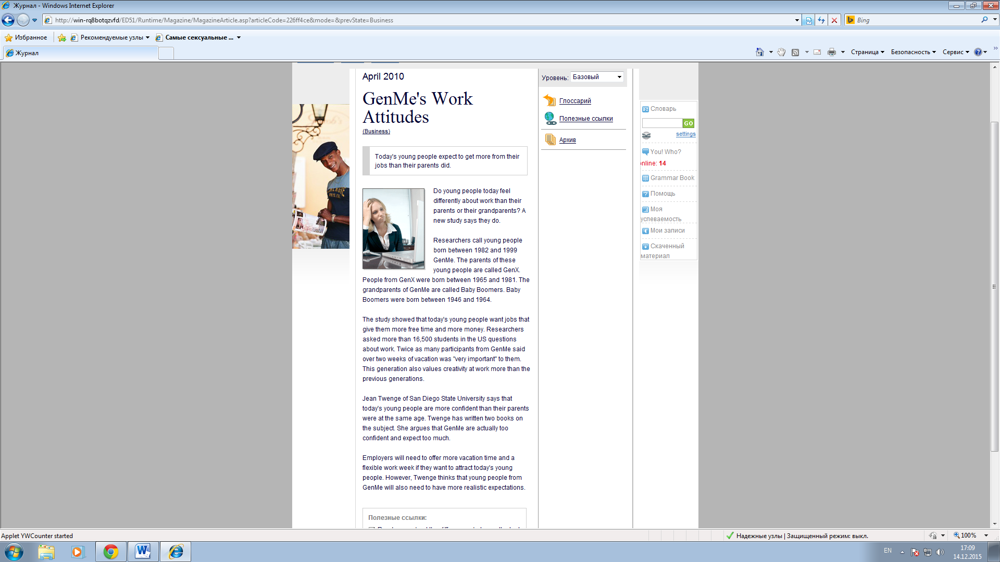 Журнал - Windows Internet Explorer
http://win-rq8botqzvfd/ED51/Runtime/Magazine/MagazineArticle.asp?articleCode=226ff4ce&mode=&prevState=Business
Bing
Избранное
Рекомендуемые узлы
Самые сексуальные ...
Журнал
Страница
Безопасность
Сервис
April 2010
GenMe's Work
Attitudes
(Business)
Today's young people expect to get more from their
jobs than their parents did.
Do young people today feel
differently about work than their
parents or their grandparents? A
new study says they do.
Researchers call young people
born between 1982 and 1999
GenMe. The parents of these
young people are called GenX.
People from GenX were born between 1965 and 1981. The
grandparents of GenMe are called Baby Boomers. Baby
Boomers were born between 1946 and 1964.
The study showed that today's young people want jobs that
give them more free time and more money. Researchers
asked more than 16,500 students in the US questions
about work. Twice as many participants from GenMe said
over two weeks of vacation was "very important" to them.
This generation also values creativity at work more than the
previous generations.
Jean Twenge of San Diego State University says that
today's young people are more confident than their parents
were at the same age. Twenge has written two books on
the subject. She argues that GenMe are actually too
confident and expect too much.
Employers will need to offer more vacation time and a
flexible work week if they want to attract today's young
people. However, Twenge thinks that young people from
GenMe will also need to have more realistic expectations.
Полезные ссылки:
Уровень: Базовый
Глоссарий
Полезные ссылки
Архив
Словарь
GO
settings
You! Who?
nline: 14
Grammar Book
Помощь
Моя
успеваемость
Мои записи
Скаченный
материал
Applet YWCounter started
Надежные узлы | Защищенный режим: выкл.
100%
EN
17:09
14.12.2015